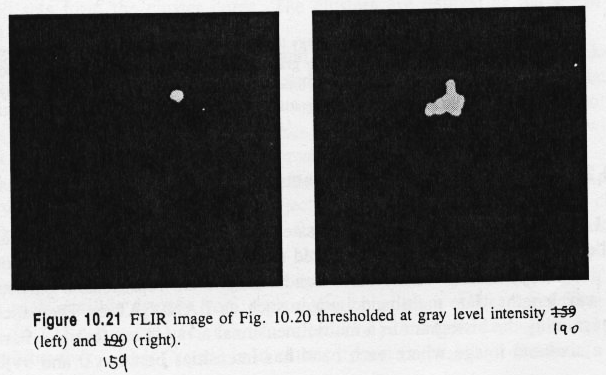 Figure 10.21 FLIR image of Fig. 10.20 thresholded at gray level intensity 159
190
(left) and 190 (right).
159